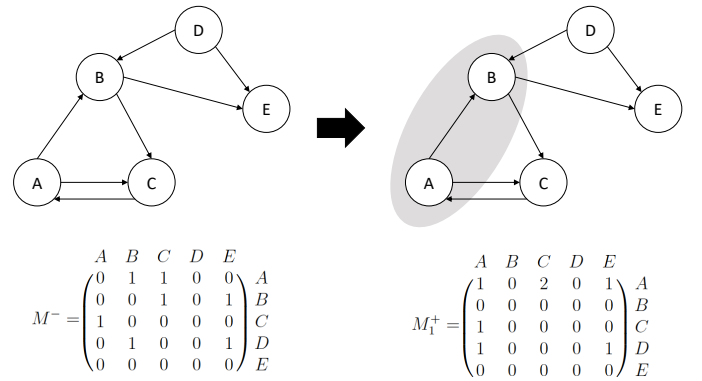 D
B
E
A
C
D
B
E
A
C
A B C D E
M⁻ =
0 1 1 0 0 A
0 0 1 0 1 B
1 0 0 0 0 C
0 1 0 0 1 D
0 0 0 0 0 E
A B C D E
M₁⁺ =
1 0 2 0 1 A
0 0 0 0 0 B
1 0 0 0 0 C
1 0 0 0 1 D
0 0 0 0 0 E